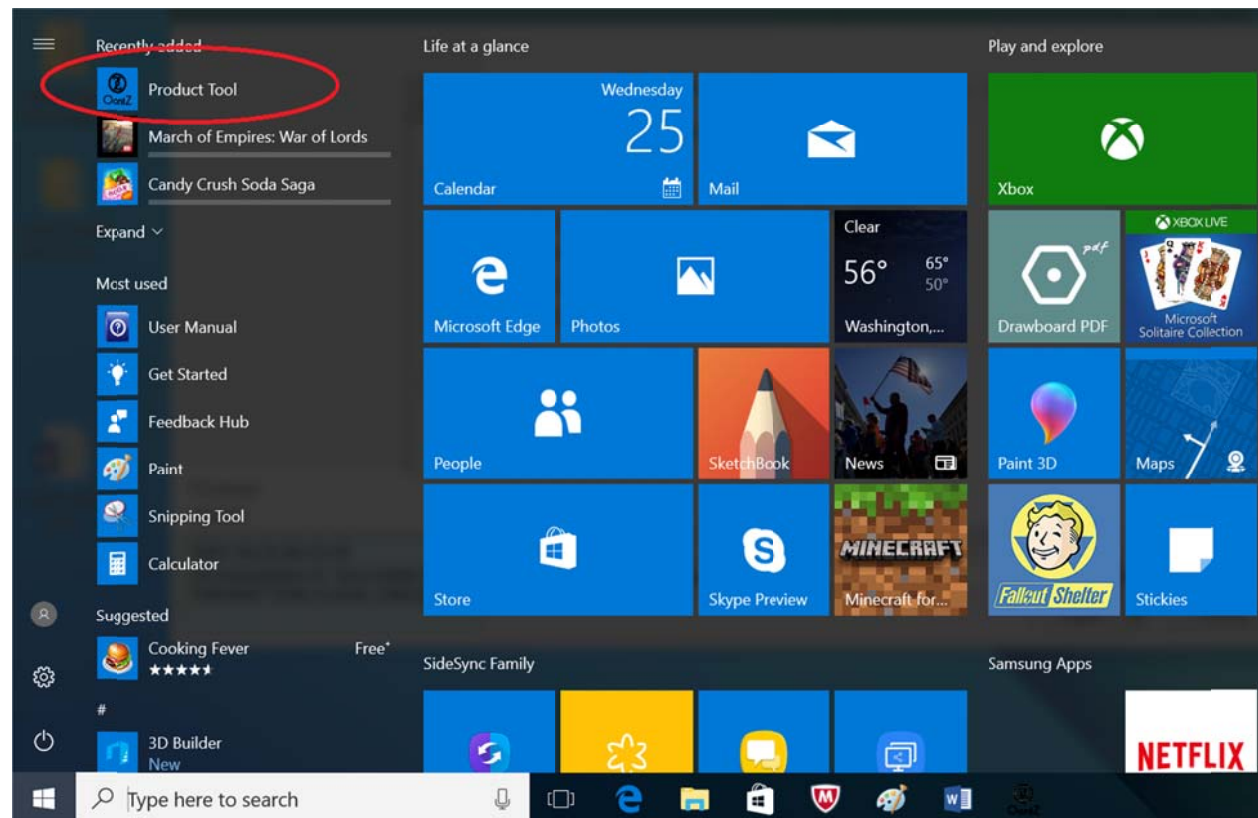 Recently added
Product Tool
March of Empires: War of Lords
Candy Crush Soda Saga
Expand
Most used
User Manual
Get Started
Feedback Hub
Paint
Snipping Tool
Calculator
Suggested
Cooking Fever
Free*
#
3D Builder
New
Type here to search
Life at a glance
Wednesday
25
Calendar
Mail
Microsoft Edge
Photos
Clear
56°
65°
50°
Washington,...
People
SketchBook
News
Store
Skype Preview
MINECRAFT
Minecraft for...
SideSync Family
Play and explore
Xbox
pdf
Drawboard PDF
XBOX LIVE
Microsoft
Solitaire Collection
Paint 3D
Maps
Fallout Shelter
Stickies
Samsung Apps
NETFLIX